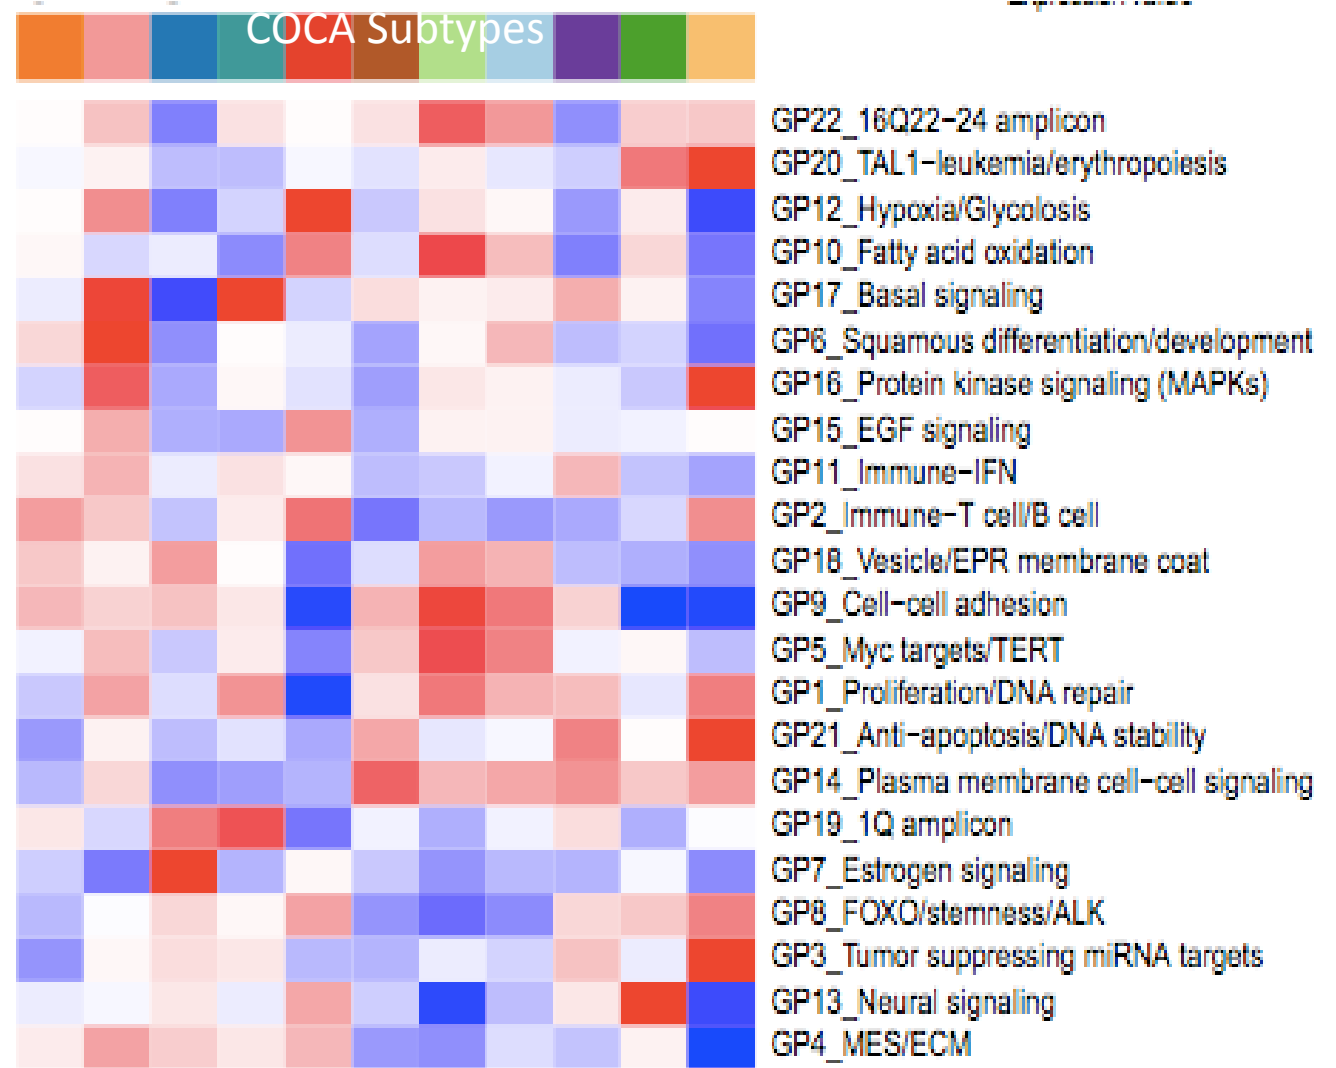 COCA Subtypes
GP22_16Q22−24 amplicon
GP20_TAL1−leukemia/erythropoiesis
GP12_Hypoxia/Glycolosis
GP10_Fatty acid oxidation
GP17_Basal signaling
GP6_Squamous differentiation/development
GP16_Protein kinase signaling (MAPKs)
GP15_EGF signaling
GP11_Immune−IFN
GP2_Immune−T cell/B cell
GP18_Vesicle/EPR membrane coat
GP9_Cell−cell adhesion
GP5_Myc targets/TERT
GP1_Proliferation/DNA repair
GP21_Anti−apoptosis/DNA stability
GP14_Plasma membrane cell−cell signaling
GP19_1Q amplicon
GP7_Estrogen signaling
GP8_FOXO/stemness/ALK
GP3_Tumor suppressing miRNA targets
GP13_Neural signaling
GP4_MES/ECM